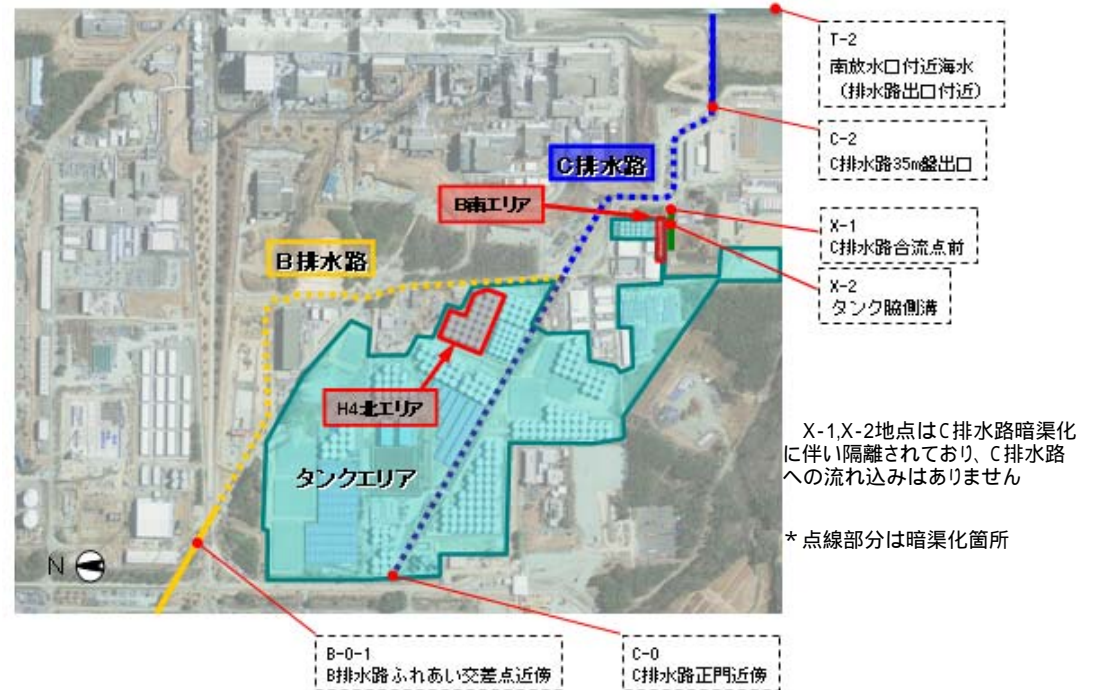 T-2
南放水口付近海水
（排水路出口付近）
C-2
C排水路35m盤出口
C排水路
B南エリア
X-1
C排水路合流点前
B排水路
X-2
タンク脇側溝
H4北エリア
X-1,X-2地点はC排水路暗渠化
に伴い隔離されており、C排水路
への流れ込みはありません
タンクエリア
*点線部分は暗渠化箇所
N
B-0-1
B排水路ふれあい交差点近傍
C-0
C排水路正門近傍